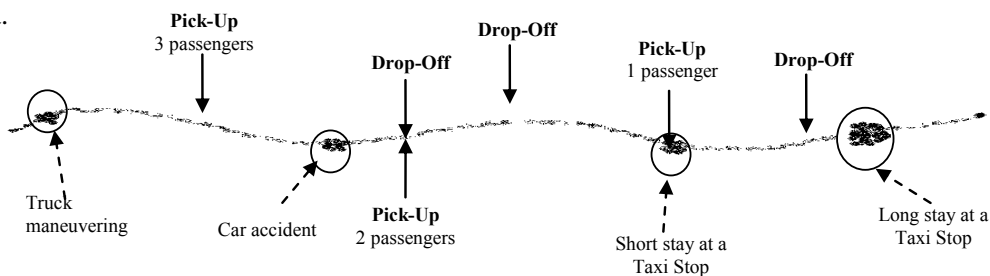 ..
Pick-Up
3 passengers
Drop-Off
Drop-Off
Pick-Up
1 passenger
Drop-Off
Truck
maneuvering
Car accident
Pick-Up
2 passengers
Short stay at a
Taxi Stop
Long stay at a
Taxi Stop